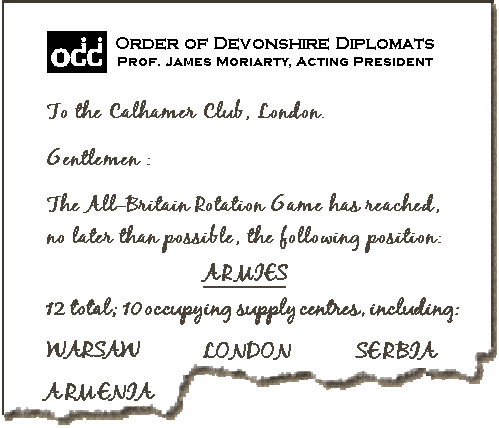 odd ORDER OF DEVONSHIRE DIPLOMATS
PROF. JAMES MORIARTY, ACTING PRESIDENT
To the Calhamer Club, London.
Gentlemen :
The All-Britain Rotation Game has reached,
no later than possible, the following position:
ARMIES
12 total; 10 occupying supply centres, including:
WARSAW LONDON SERBIA
ARMENIA